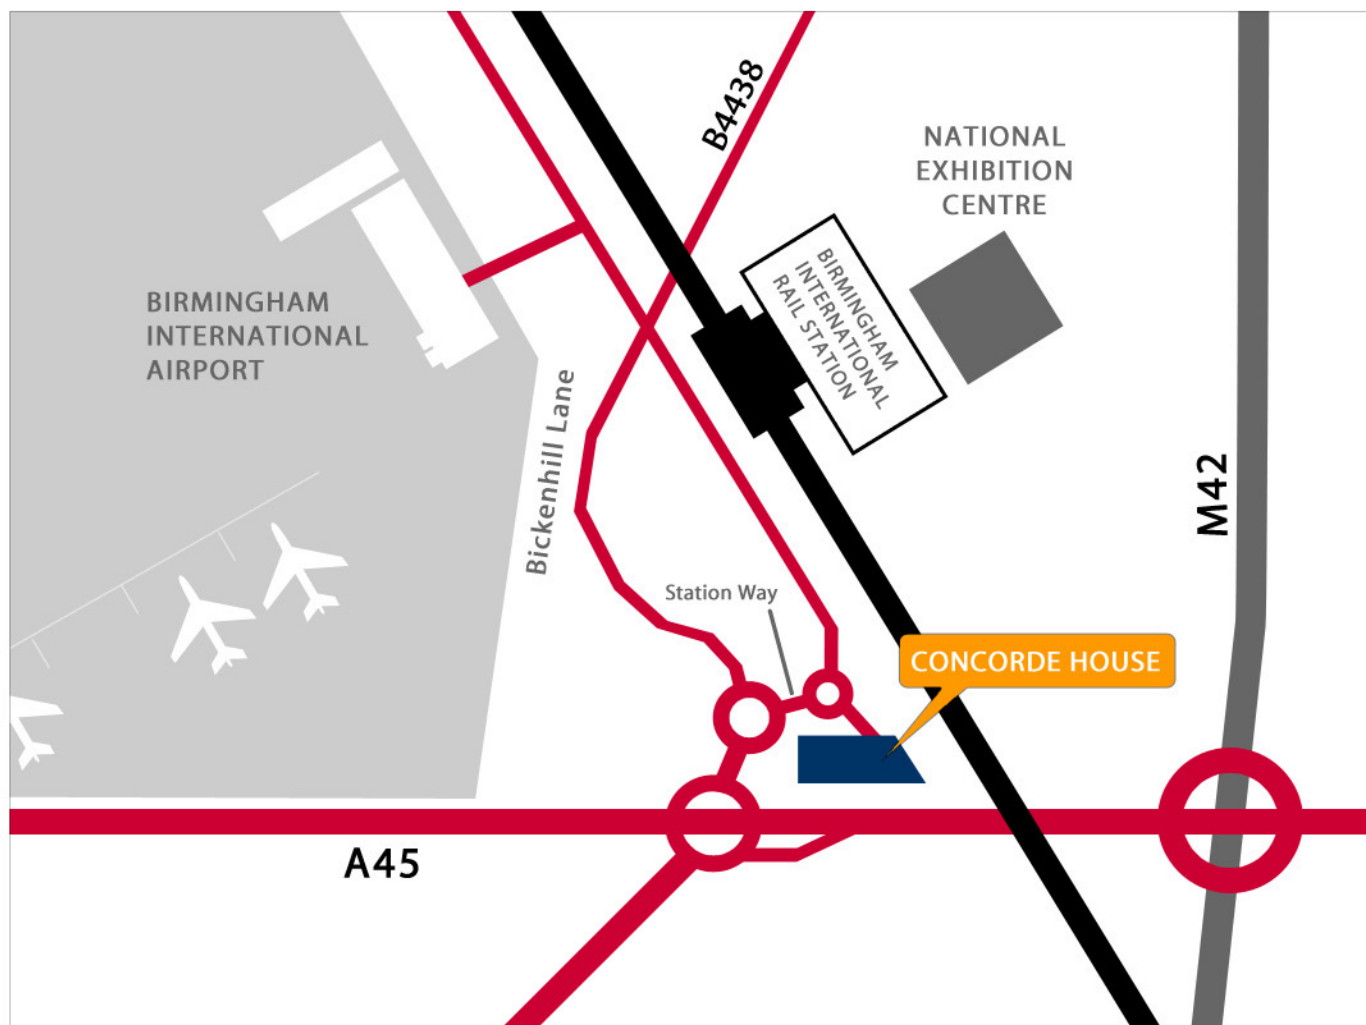 B4438
NATIONAL
EXHIBITION
CENTRE
BIRMINGHAM
INTERNATIONAL
RAIL STATION
BIRMINGHAM
INTERNATIONAL
AIRPORT
Bickenhill Lane
M42
Station Way
CONCORDE HOUSE
A45